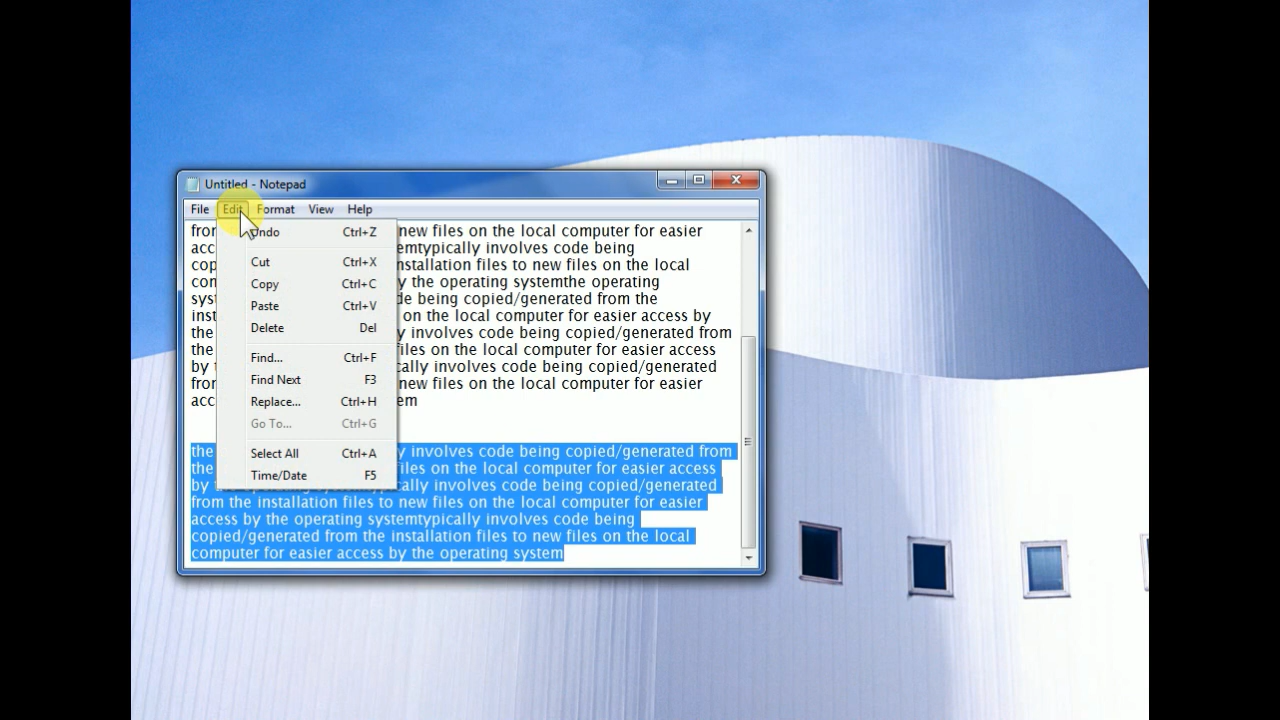 Untitled - Notepad
File Edit Format View Help
Undo Ctrl+Z
Cut Ctrl+X
Copy Ctrl+C
Paste Ctrl+V
Delete Del
Find... Ctrl+F
Find Next F3
Replace... Ctrl+H
Go To... Ctrl+G
Select All Ctrl+A
Time/Date F5
new files on the local computer for easier
typically involves code being
installation files to new files on the local
the operating systemthe operating
being copied/generated from the
on the local computer for easier access by
the involves code being copied/generated from
the files on the local computer for easier access
by involves code being copied/generated
new files on the local computer for easier
the involves code being copied/generated from
the files on the local computer for easier access
by involves code being copied/generated
from the installation files to new files on the local computer for easier
access by the operating systemtypically involves code being
copied/generated from the installation files to new files on the local
computer for easier access by the operating system